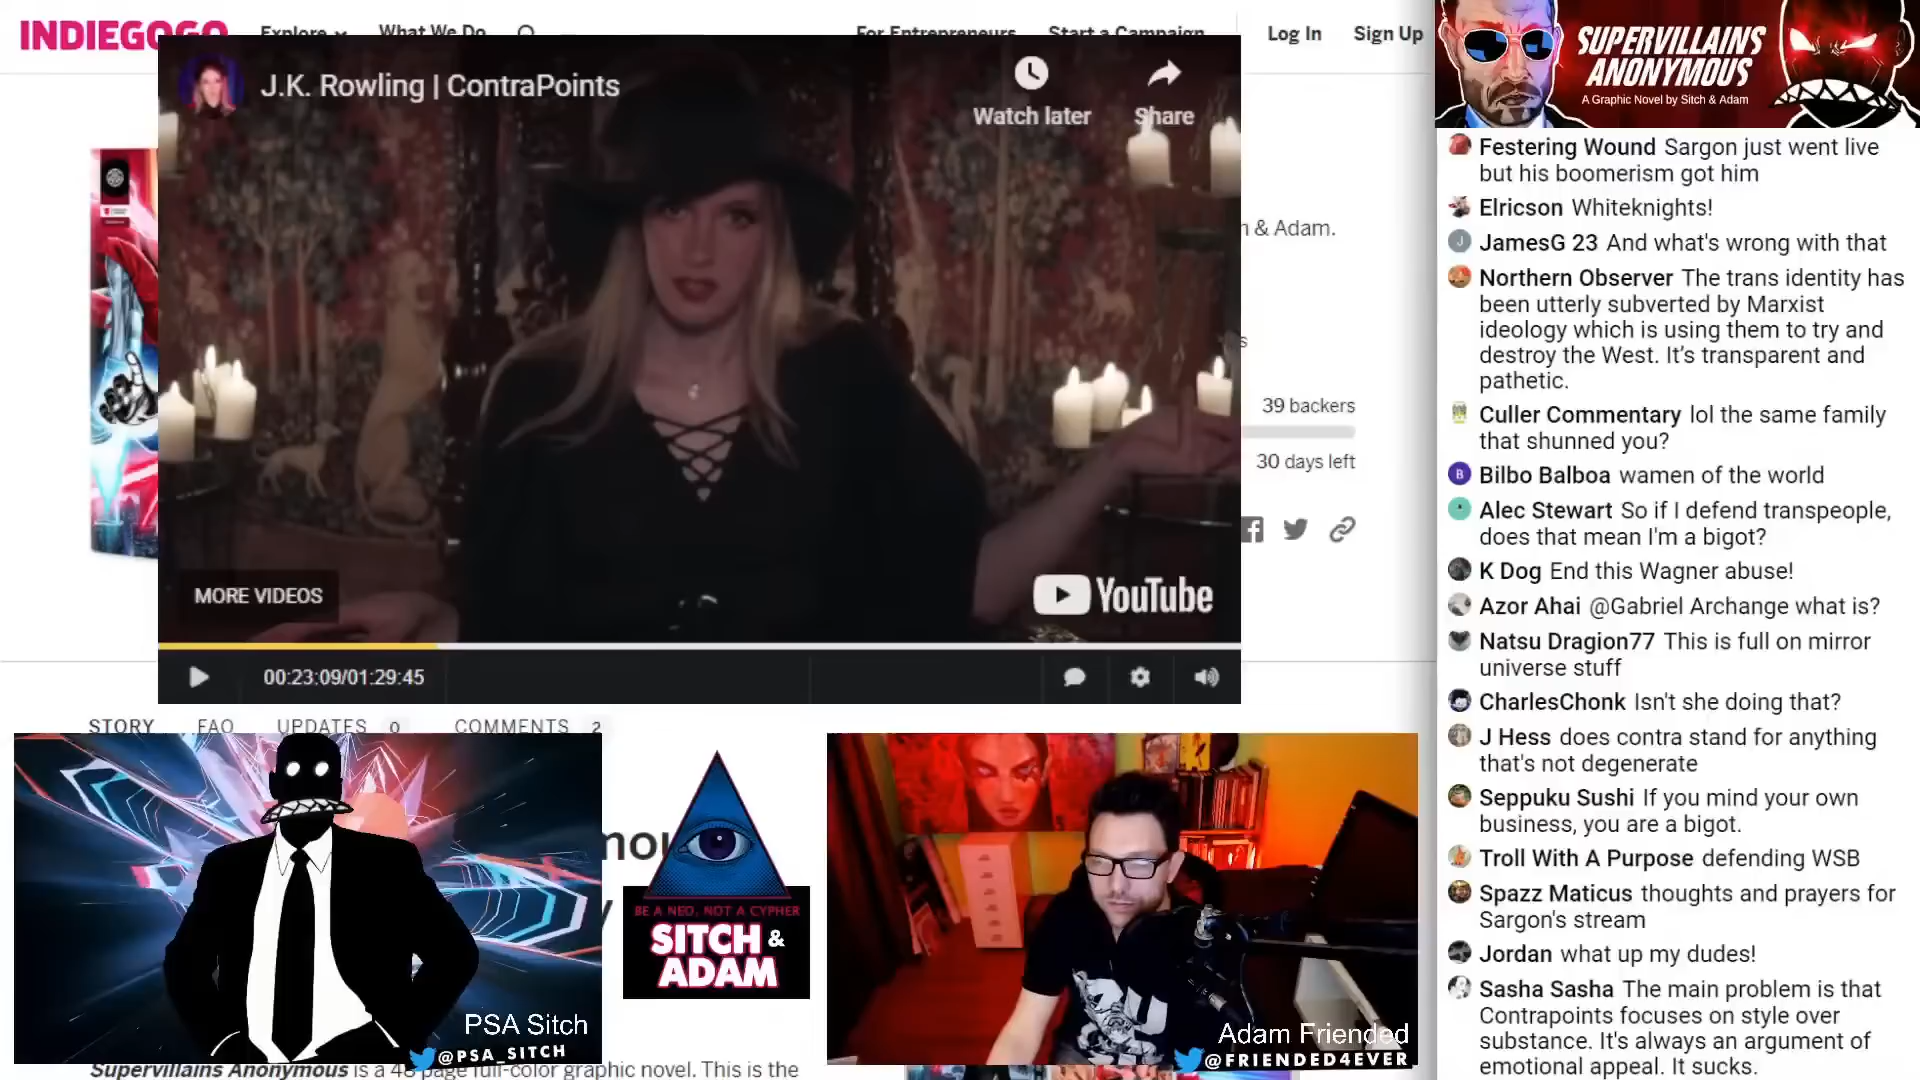 INDIEGOGO
Explore
What We Do
For Entrepreneurs
Start a Campaign
Log In
Sign Up
J.K. Rowling | ContraPoints
Watch later
Share
& Adam.
39 backers
30 days left
MORE VIDEOS
YouTube
00:23:09/01:29:45
STORY
FAQ
UPDATES 0
COMMENTS 2
BE A NEO, NOT A CYPHER
SITCH &
ADAM
PSA Sitch
@PSA_SITCH
Adam Friended
@FRIENDED4EVER
Supervillains Anonymous is a 48 page full-color graphic novel. This is the
SUPERVILLAINS
ANONYMOUS
A Graphic Novel by Sitch & Adam
Festering Wound Sargon just went live
but his boomerism got him
Elricson Whiteknights!
J JamesG 23 And what's wrong with that
Northern Observer The trans identity has
been utterly subverted by Marxist
ideology which is using them to try and
destroy the West. It's transparent and
pathetic.
Culler Commentary lol the same family
that shunned you?
B Bilbo Balboa wamen of the world
Alec Stewart So if I defend transpeople,
does that mean I'm a bigot?
K Dog End this Wagner abuse!
Azor Ahai @Gabriel Archange what is?
Natsu Dragion77 This is full on mirror
universe stuff
CharlesChonk Isn't she doing that?
J Hess does contra stand for anything
that's not degenerate
Seppuku Sushi If you mind your own
business, you are a bigot.
Troll With A Purpose defending WSB
Spazz Maticus thoughts and prayers for
Sargon's stream
Jordan what up my dudes!
Sasha Sasha The main problem is that
Contrapoints focuses on style over
substance. It's always an argument of
emotional appeal. It sucks.